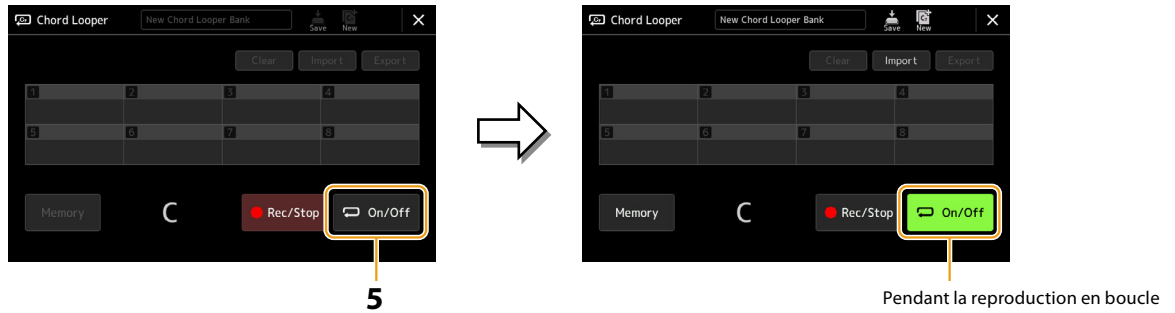 Chord Looper New Chord Looper Bank Save New
Clear Import Export
1 2 3 4
5 6 7 8
Memory C Rec/Stop On/Off
5
Chord Looper New Chord Looper Bank Save New
Clear Import Export
1 2 3 4
5 6 7 8
Memory C Rec/Stop On/Off
Pendant la reproduction en boucle